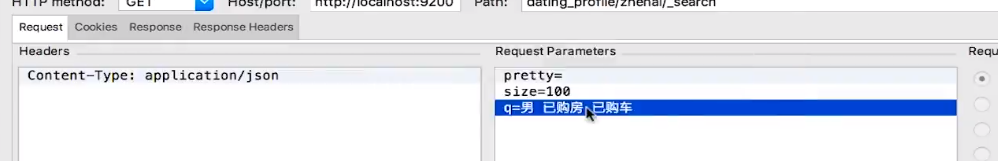 HTTP method: GET Host/port: http://localhost:9200 Path: dating_profile/zhenai/_search
Request Cookies Response Response Headers
Headers
Request Parameters
Requ
Content-Type: application/json
pretty=
size=100
q=男 已购房 已购车